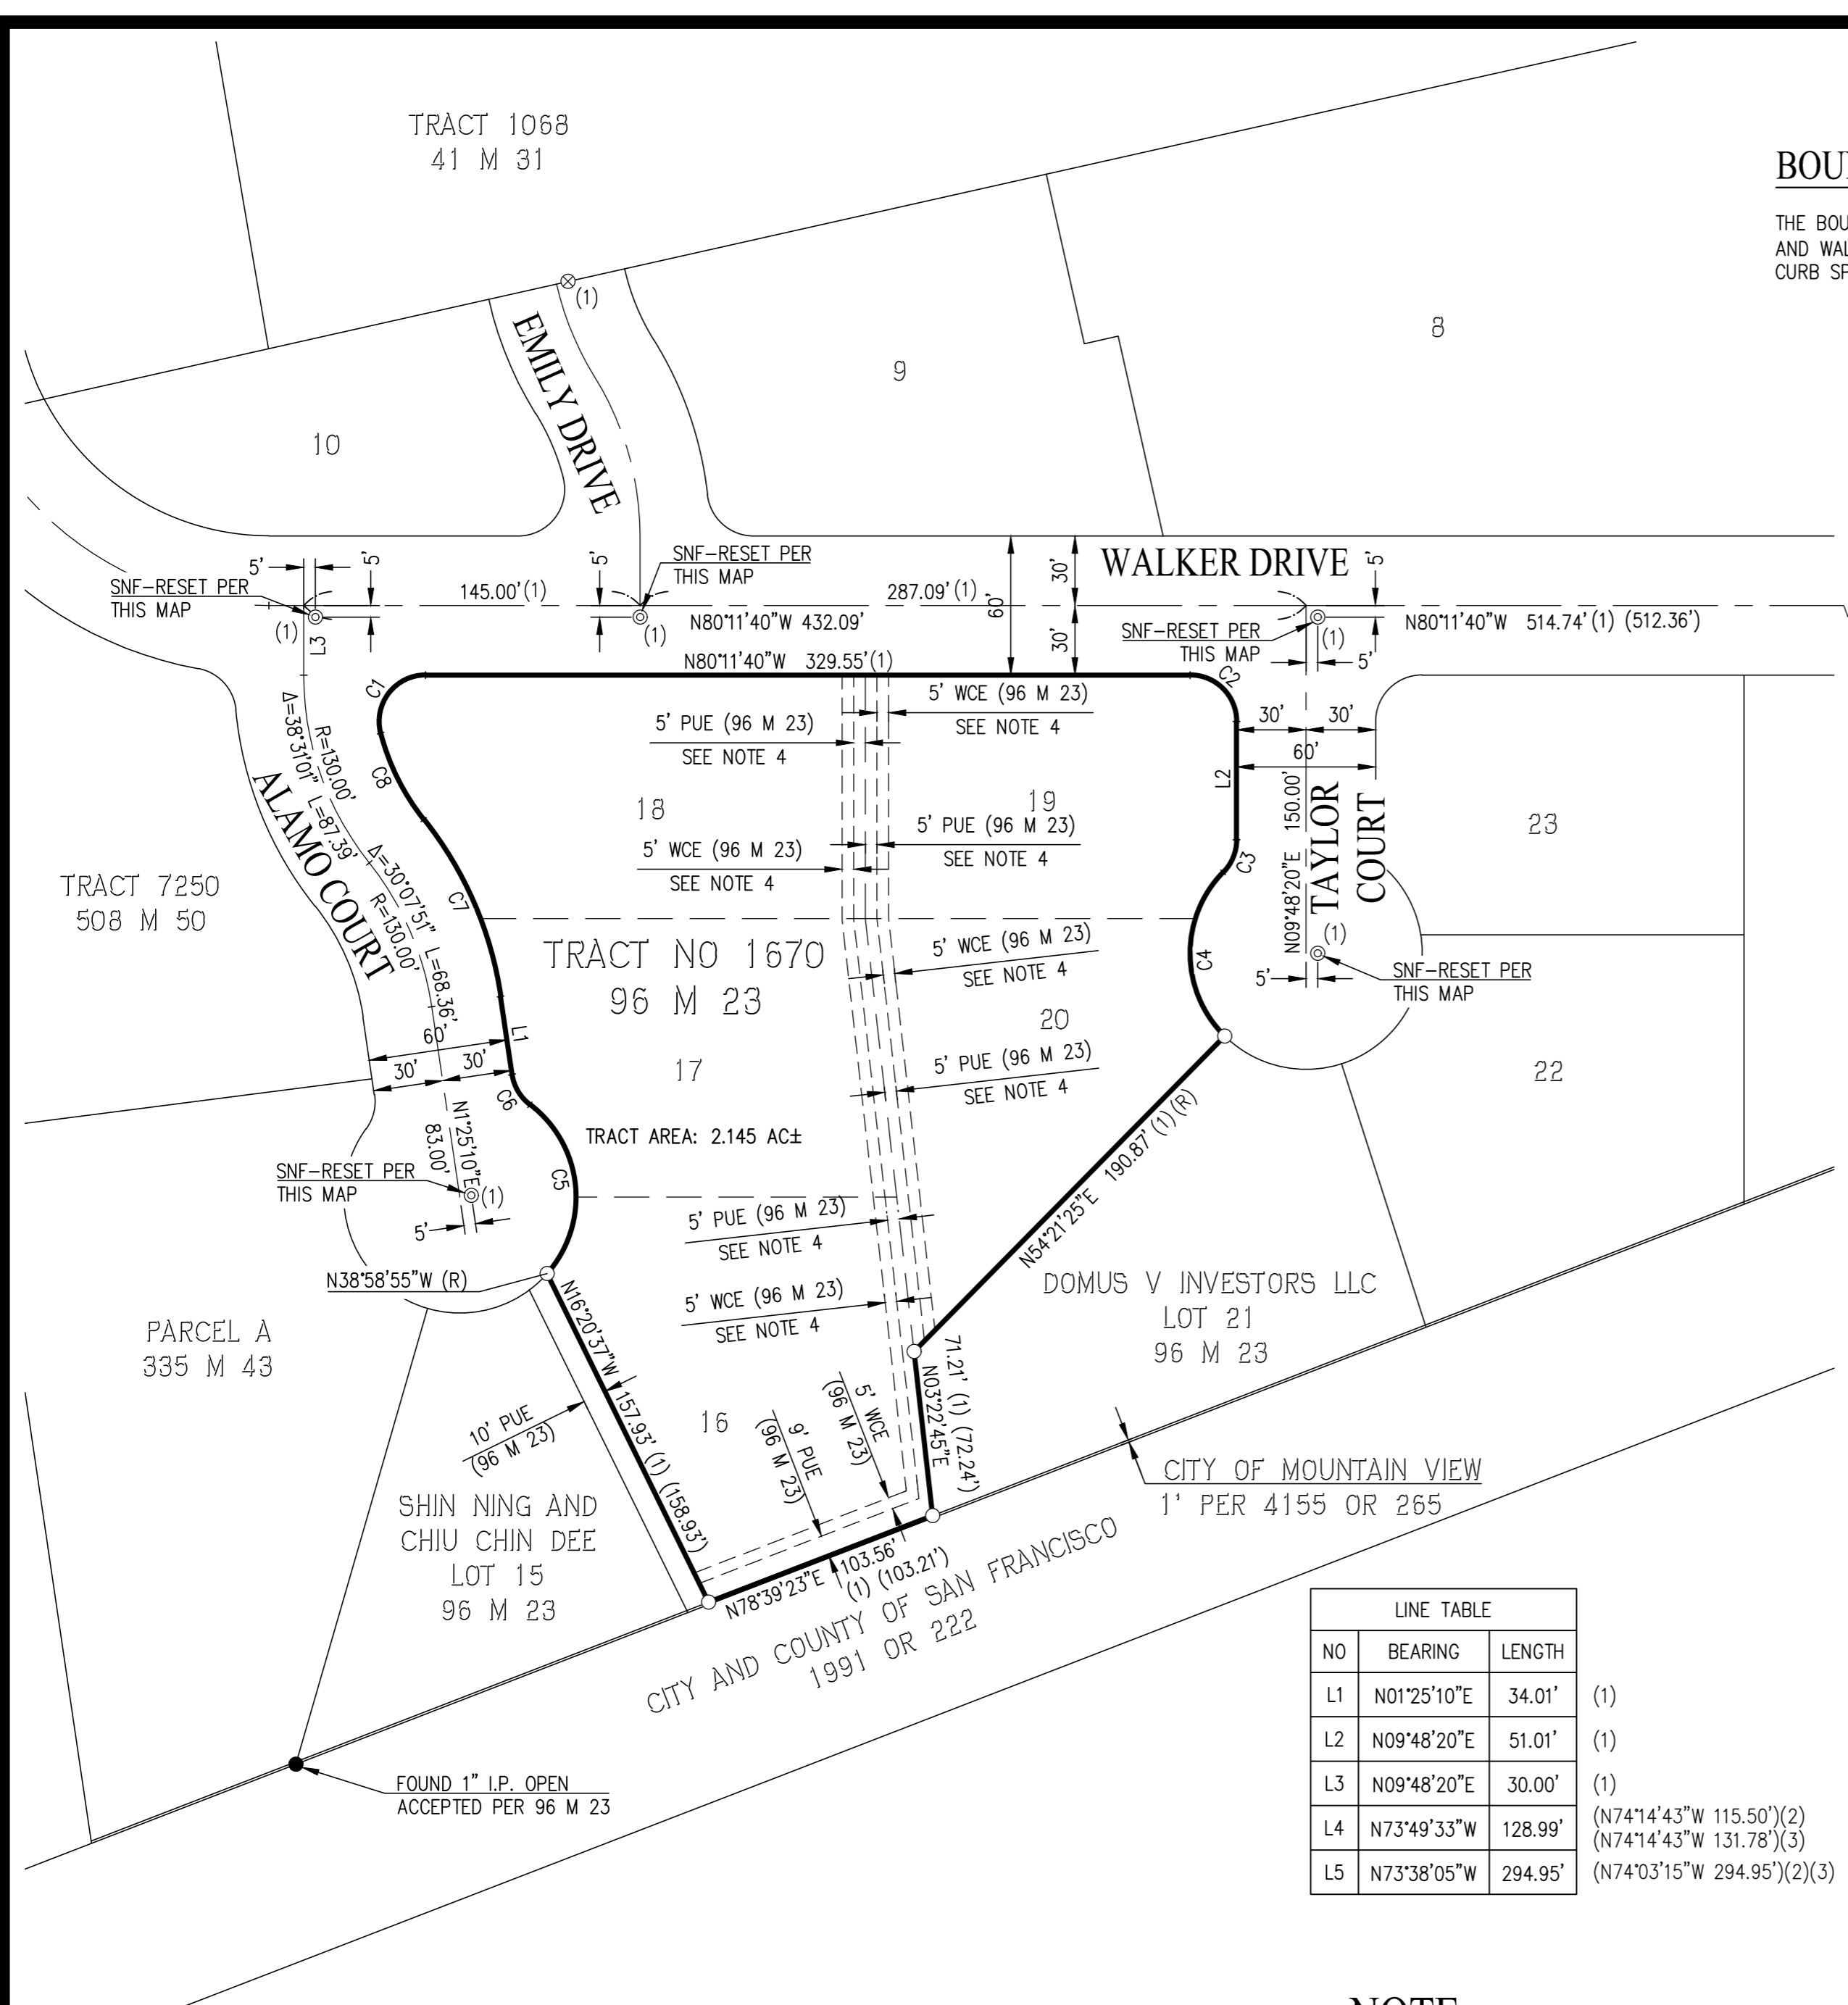 TRACT 1068
41 M 31
BOU
THE BOU
AND WAL
CURB SP
(1)
EMILY DRIVE
8
9
10
SNF-RESET PER
THIS MAP
5'
5'
(1)
L3
145.00'(1)
5'
SNF-RESET PER
THIS MAP
(1)
287.09'(1)
N80°11'40"W 432.09'
60'
30'
30'
WALKER DRIVE
SNF-RESET PER
THIS MAP
(1)
5'
5'
N80°11'40"W 514.74'(1) (512.36')
N80°11'40"W 329.55'(1)
C1
C2
5' WCE (96 M 23)
SEE NOTE 4
5' PUE (96 M 23)
SEE NOTE 4
30'
30'
60'
L2
R=130.00'
Δ=38°31'01" L=87.39'
C8
ALAMO COURT
18
19
5' PUE (96 M 23)
SEE NOTE 4
5' WCE (96 M 23)
SEE NOTE 4
N09°48'20"E 150.00'
TAYLOR
COURT
23
C3
TRACT 7250
508 M 50
Δ=30°07'51" L=68.36'
R=130.00'
C7
TRACT NO 1670
96 M 23
5' WCE (96 M 23)
SEE NOTE 4
C4
(1)
5'
SNF-RESET PER
THIS MAP
20
60'
30'
30'
L1
17
5' PUE (96 M 23)
SEE NOTE 4
22
C6
N1°25'10"E
83.00'
TRACT AREA: 2.145 AC±
N54°21'25"E 190.87' (1)(R)
SNF-RESET PER
THIS MAP
(1)
5'
C5
5' PUE (96 M 23)
SEE NOTE 4
N38°58'55"W (R)
5' WCE (96 M 23)
SEE NOTE 4
DOMUS V INVESTORS LLC
LOT 21
96 M 23
PARCEL A
335 M 43
N16°20'37"W 157.93' (1) (158.93')
71.21' (1) (72.24')
N03°22'45"E
10' PUE
(96 M 23)
16
9' PUE
(96 M 23)
5' WCE
(96 M 23)
CITY OF MOUNTAIN VIEW
1' PER 4155 OR 265
SHIN NING AND
CHIU CHIN DEE
LOT 15
96 M 23
N78°39'23"E 103.56'
(1) (103.21')
CITY AND COUNTY OF SAN FRANCISCO
1991 OR 222
FOUND 1" I.P. OPEN
ACCEPTED PER 96 M 23
LINE TABLE
NO BEARING LENGTH
L1 N01°25'10"E 34.01' (1)
L2 N09°48'20"E 51.01' (1)
L3 N09°48'20"E 30.00' (1)
L4 N73°49'33"W 128.99' (N74°14'43"W 115.50')(2)
(N74°14'43"W 131.78')(3)
L5 N73°38'05"W 294.95' (N74°03'15"W 294.95')(2)(3)
NOTE